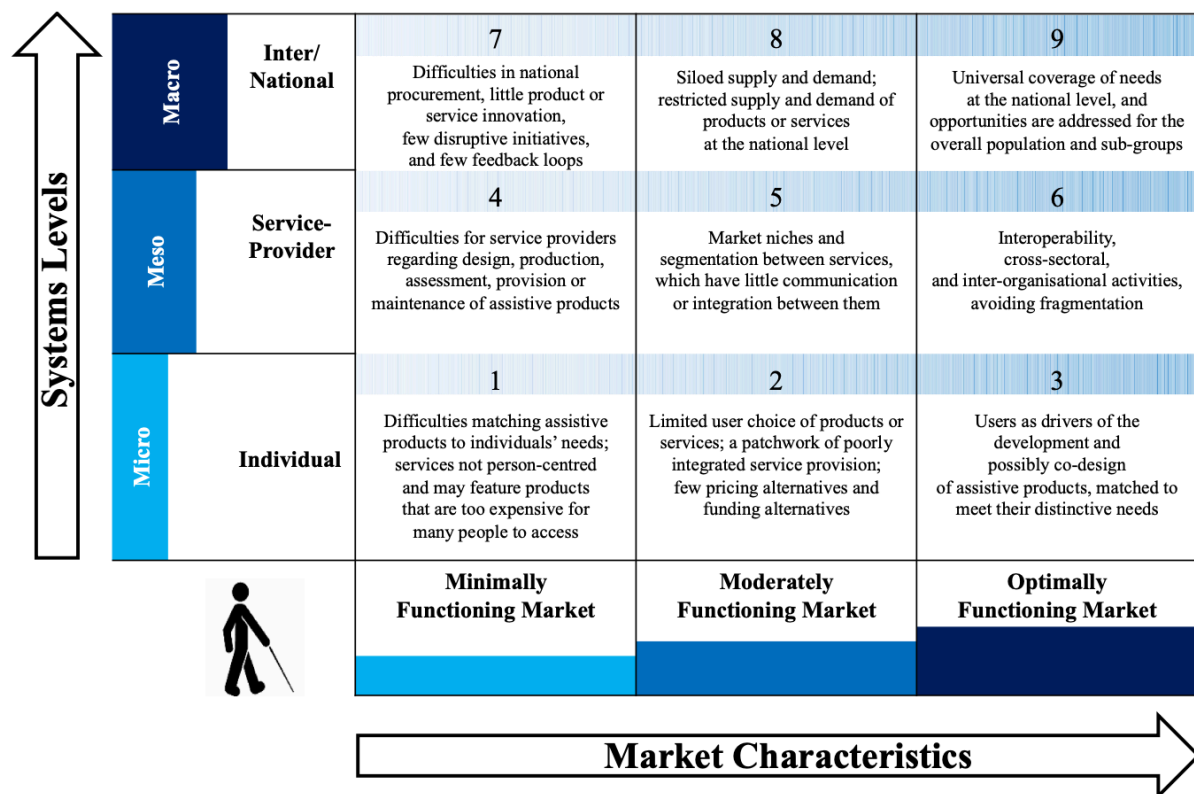 Systems Levels
Macro
Inter/
National
7
Difficulties in national
procurement, little product or
service innovation,
few disruptive initiatives,
and few feedback loops
8
Siloed supply and demand;
restricted supply and demand of
products or services
at the national level
9
Universal coverage of needs
at the national level, and
opportunities are addressed for the
overall population and sub-groups
Meso
Service-
Provider
4
Difficulties for service providers
regarding design, production,
assessment, provision or
maintenance of assistive products
5
Market niches and
segmentation between services,
which have little communication
or integration between them
6
Interoperability,
cross-sectoral,
and inter-organisational activities,
avoiding fragmentation
Micro
Individual
1
Difficulties matching assistive
products to individuals’ needs;
services not person-centred
and may feature products
that are too expensive for
many people to access
2
Limited user choice of products or
services; a patchwork of poorly
integrated service provision;
few pricing alternatives and
funding alternatives
3
Users as drivers of the
development and
possibly co-design
of assistive products, matched to
meet their distinctive needs
Minimally
Functioning Market
Moderately
Functioning Market
Optimally
Functioning Market
Market Characteristics